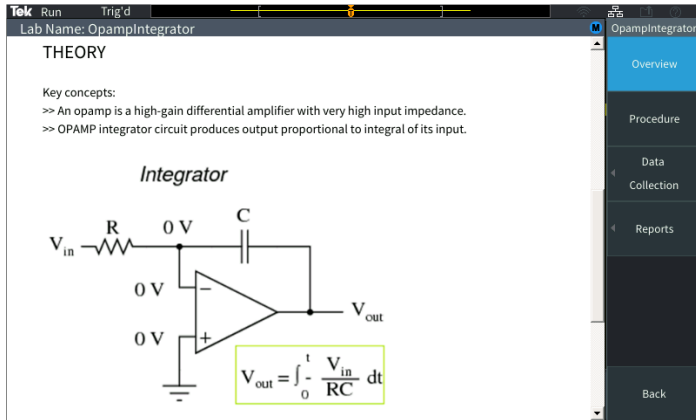 Tek Run Trig'd
Lab Name: OpampIntegrator
M
OpampIntegrator
THEORY
Key concepts:
>> An opamp is a high-gain differential amplifier with very high input impedance.
>> OPAMP integrator circuit produces output proportional to integral of its input.
Integrator
R
0 V
C
Vin
0 V
−
0 V
+
Vout
Vout = ∫0t - Vin/RC dt
Overview
Procedure
Data
Collection
Reports
Back